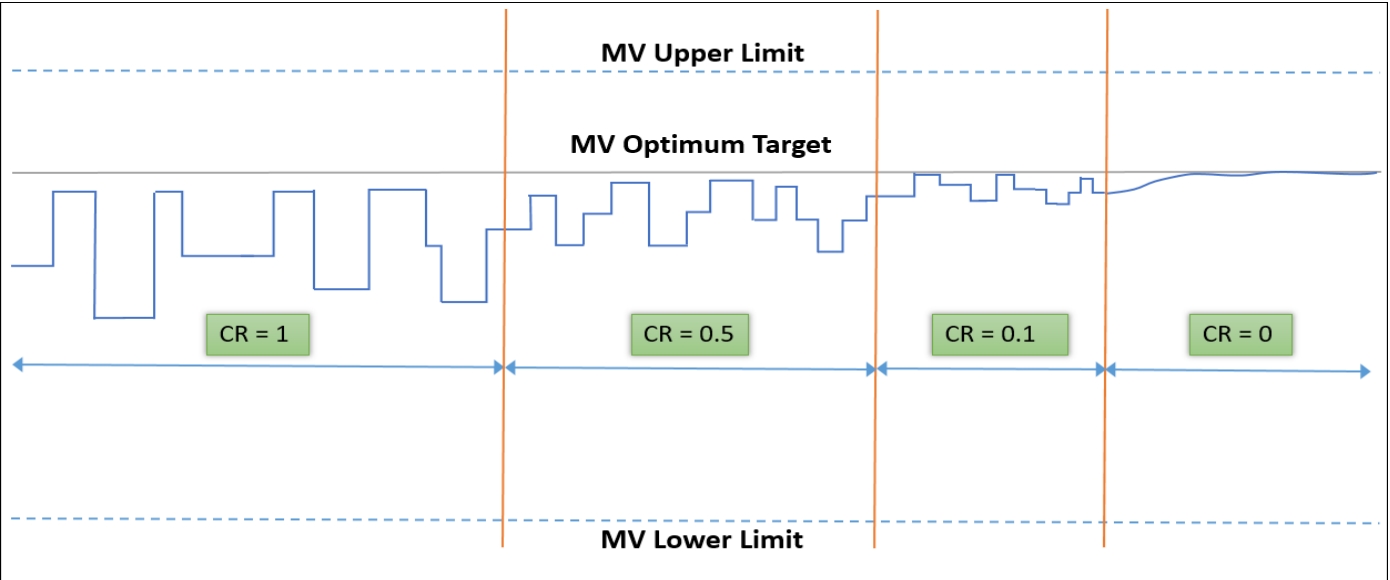 MV Upper Limit
MV Optimum Target
CR = 1
CR = 0.5
CR = 0.1
CR = 0
MV Lower Limit